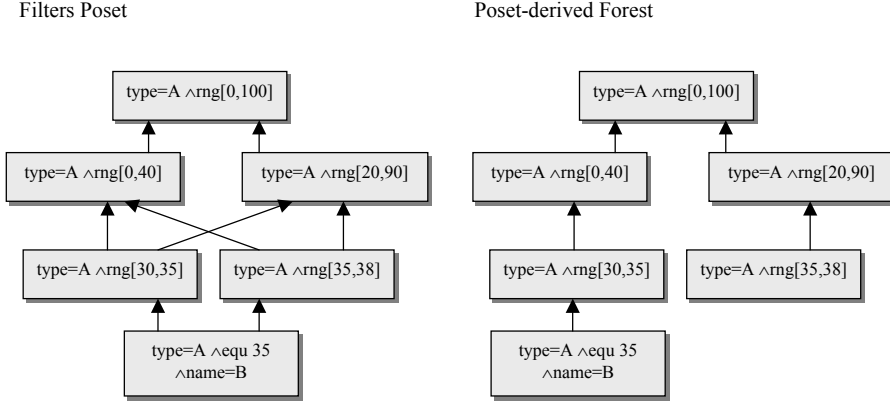 Filters Poset
Poset-derived Forest
type=A ∧rng[0,100]
type=A ∧rng[0,40]
type=A ∧rng[20,90]
type=A ∧rng[30,35]
type=A ∧rng[35,38]
type=A ∧equ 35
∧name=B
type=A ∧rng[0,100]
type=A ∧rng[0,40]
type=A ∧rng[20,90]
type=A ∧rng[30,35]
type=A ∧rng[35,38]
type=A ∧equ 35
∧name=B